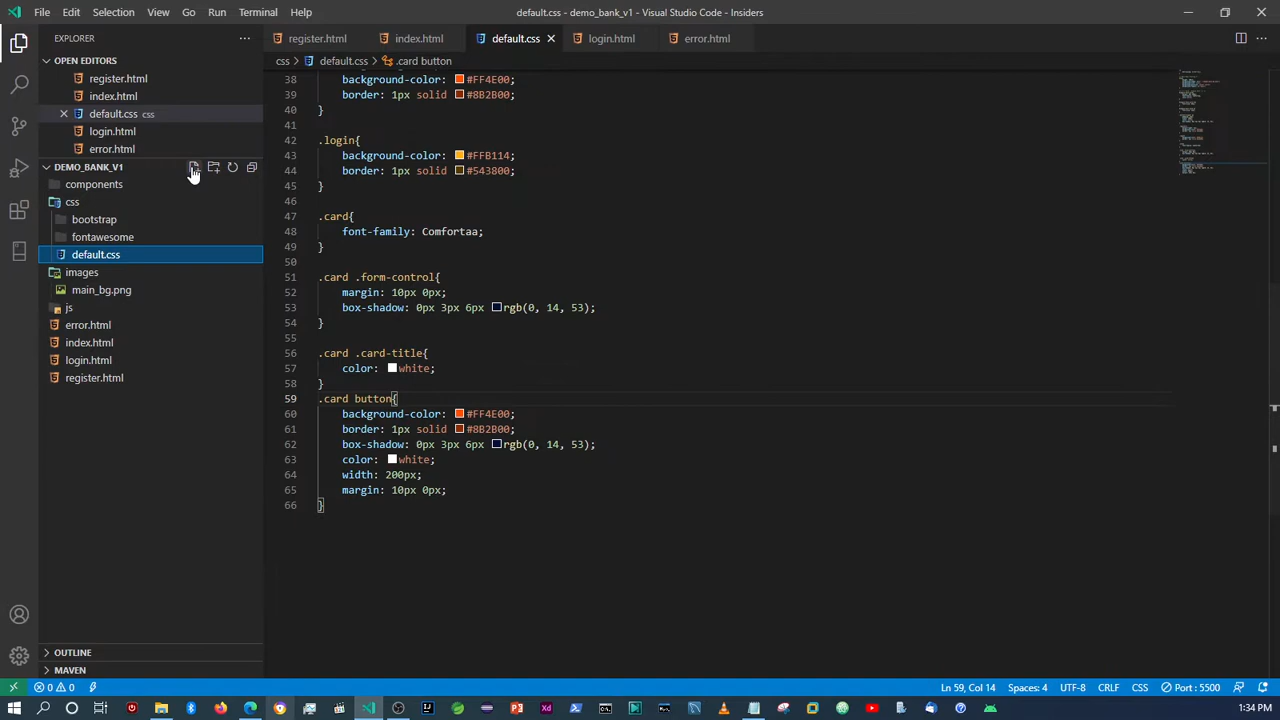 File Edit Selection View Go Run Terminal Help
default.css - demo_bank_v1 - Visual Studio Code - Insiders
EXPLORER
register.html index.html default.css login.html error.html
OPEN EDITORS
css > default.css > .card button
register.html
index.html
default.css css
login.html
error.html
DEMO_BANK_V1
components
css
bootstrap
fontawesome
default.css
images
main_bg.png
js
error.html
index.html
login.html
register.html
OUTLINE
MAVEN
38 background-color: #FF4E00;
39 border: 1px solid #8B2B00;
40 }
41
42 .login{
43 background-color: #FFB114;
44 border: 1px solid #543800;
45 }
46
47 .card{
48 font-family: Comfortaa;
49 }
50
51 .card .form-control{
52 margin: 10px 0px;
53 box-shadow: 0px 3px 6px rgb(0, 14, 53);
54 }
55
56 .card .card-title{
57 color: white;
58 }
59 .card button{
60 background-color: #FF4E00;
61 border: 1px solid #8B2B00;
62 box-shadow: 0px 3px 6px rgb(0, 14, 53);
63 color: white;
64 width: 200px;
65 margin: 10px 0px;
66 }
0 0 Ln 59, Col 14 Spaces: 4 UTF-8 CRLF CSS Port : 5500
1:34 PM